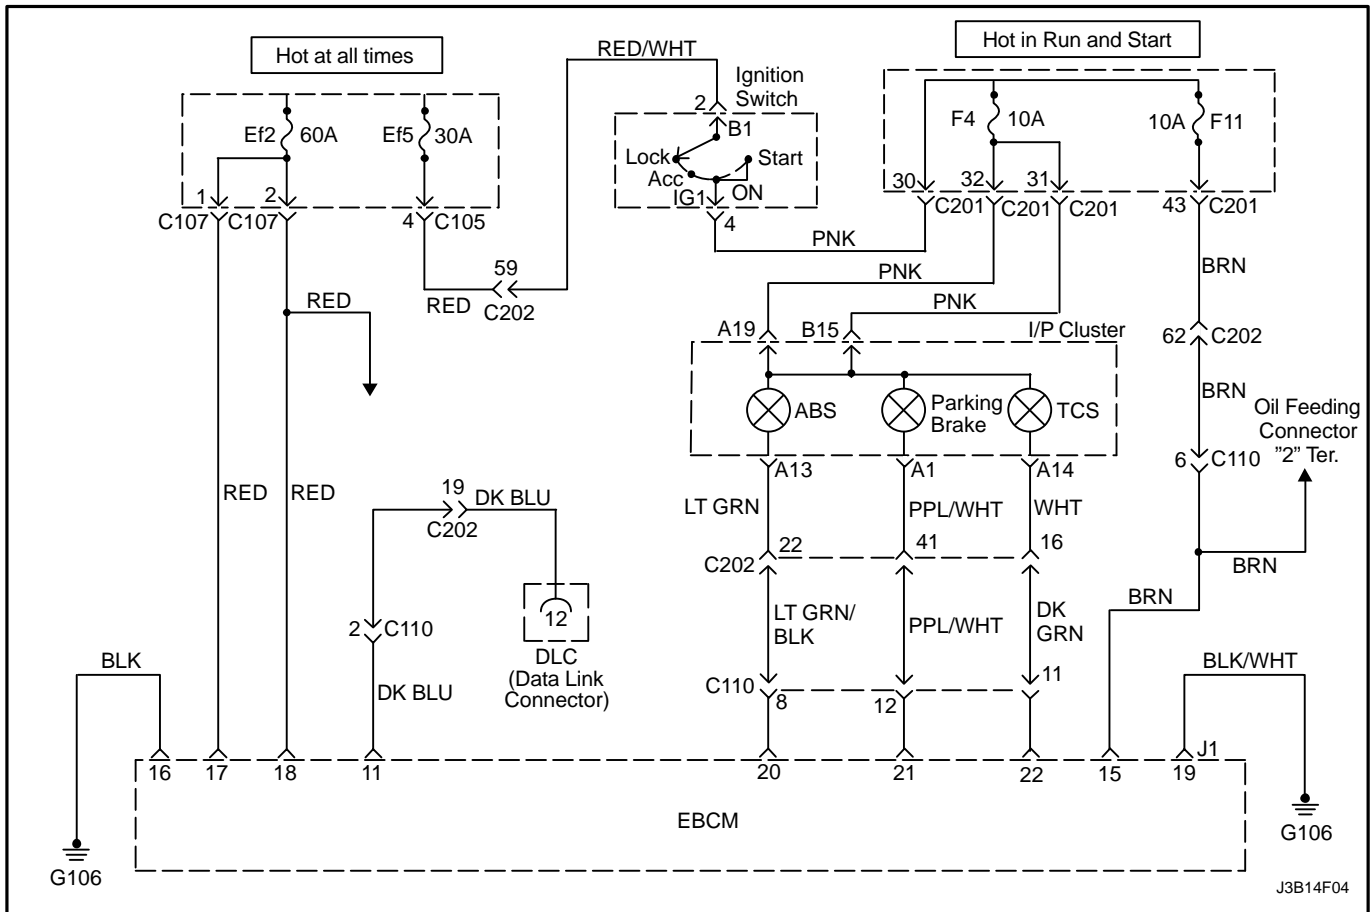 Hot at all times
RED/WHT
Ignition
Switch
Hot in Run and Start
Ef2 60A
Ef5 30A
2
B1
Lock
Start
Acc
ON
IG1
4
F4 10A
10A F11
1
2
C107 C107
4 C105
30
32
31
C201 C201 C201
43 C201
PNK
PNK
PNK
BRN
RED
RED
59
C202
A19
B15
I/P Cluster
62 C202
ABS
Parking
Brake
TCS
BRN
Oil Feeding
Connector
”2” Ter.
A13
A1
A14
6 C110
RED
RED
19
DK BLU
C202
LT GRN
PPL/WHT
WHT
22
41
16
C202
BRN
BRN
12
DLC
(Data Link
Connector)
2 C110
DK BLU
LT GRN/
BLK
PPL/WHT
DK
GRN
C110
8
12
11
BLK
BLK/WHT
J1
16
17
18
11
20
21
22
15
19
EBCM
G106
G106
J3B14F04